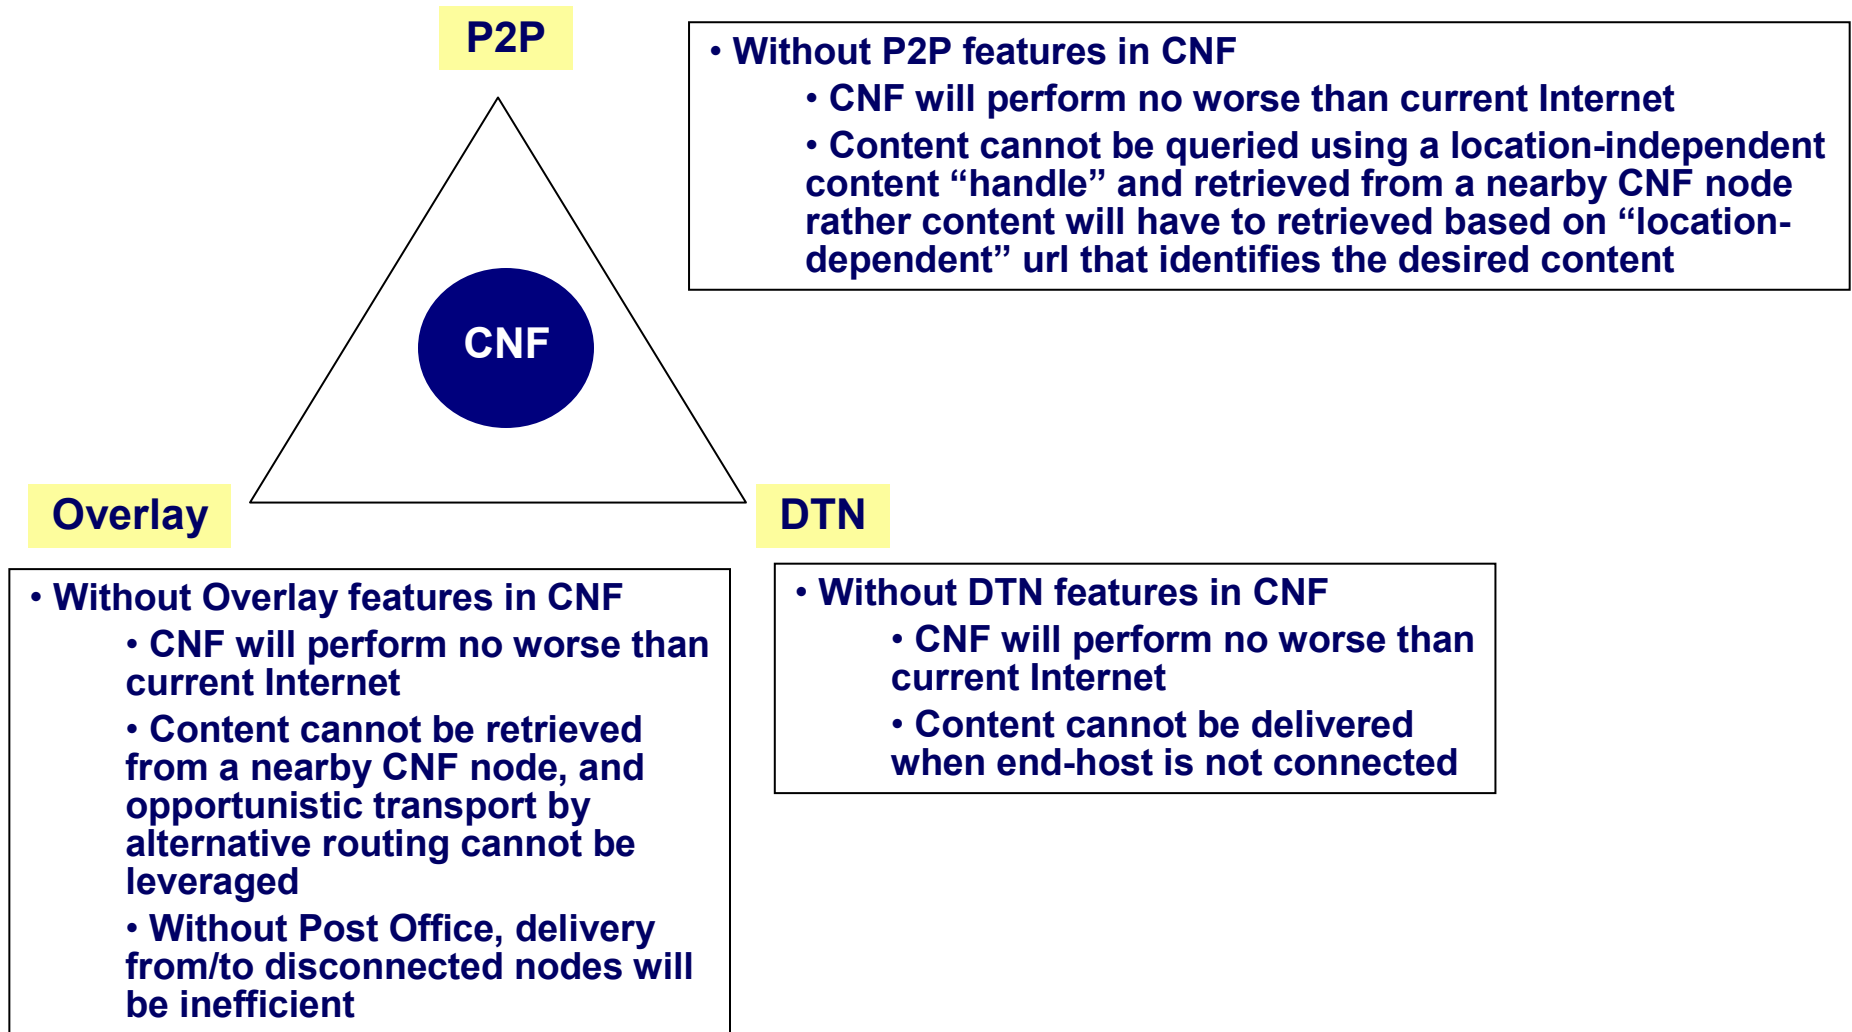 P2P
• Without P2P features in CNF
• CNF will perform no worse than current Internet
• Content cannot be queried using a location-independent
content “handle” and retrieved from a nearby CNF node
rather content will have to retrieved based on “location-
dependent” url that identifies the desired content
CNF
Overlay
DTN
• Without Overlay features in CNF
• CNF will perform no worse than
current Internet
• Content cannot be retrieved
from a nearby CNF node, and
opportunistic transport by
alternative routing cannot be
leveraged
• Without Post Office, delivery
from/to disconnected nodes will
be inefficient
• Without DTN features in CNF
• CNF will perform no worse than
current Internet
• Content cannot be delivered
when end-host is not connected